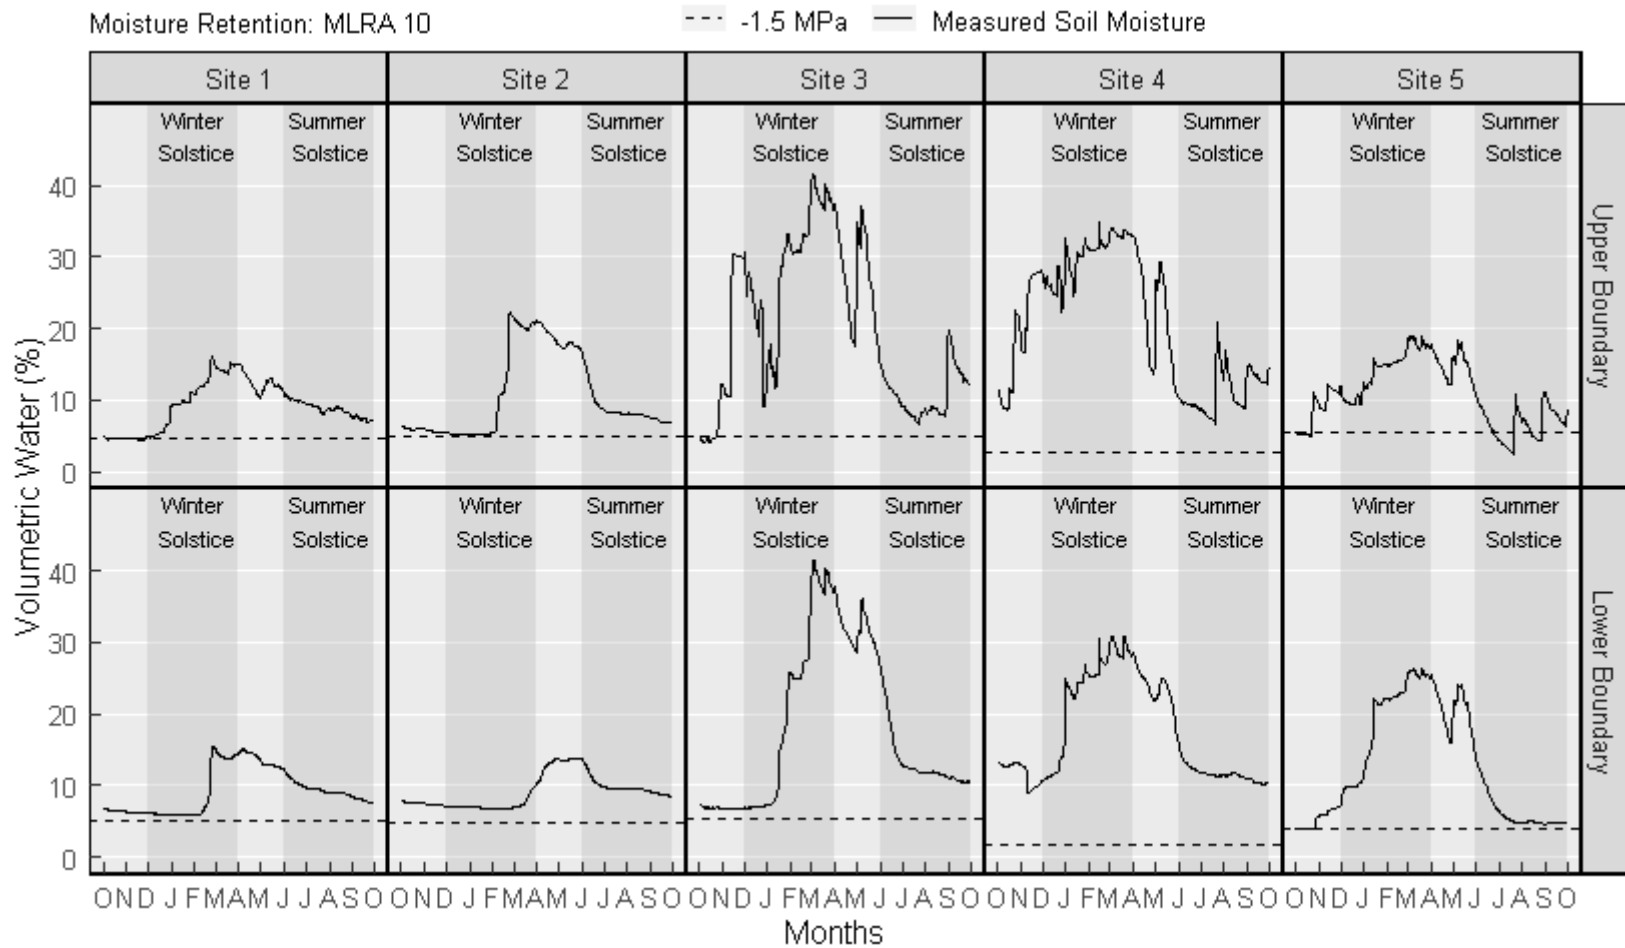 Moisture Retention: MLRA 10
-1.5 MPa Measured Soil Moisture
Site 1 Site 2 Site 3 Site 4 Site 5
Winter Summer Winter Summer Winter Summer Winter Summer Winter Summer
Solstice Solstice Solstice Solstice Solstice Solstice Solstice Solstice Solstice Solstice
40
30
20
10
0
Upper Boundary
Volumetric Water (%)
Winter Summer Winter Summer Winter Summer Winter Summer Winter Summer
Solstice Solstice Solstice Solstice Solstice Solstice Solstice Solstice Solstice Solstice
40
30
20
10
0
Lower Boundary
O N D J F M A M J J A S O O N D J F M A M J J A S O O N D J F M A M J J A S O O N D J F M A M J J A S O O N D J F M A M J J A S O
Months